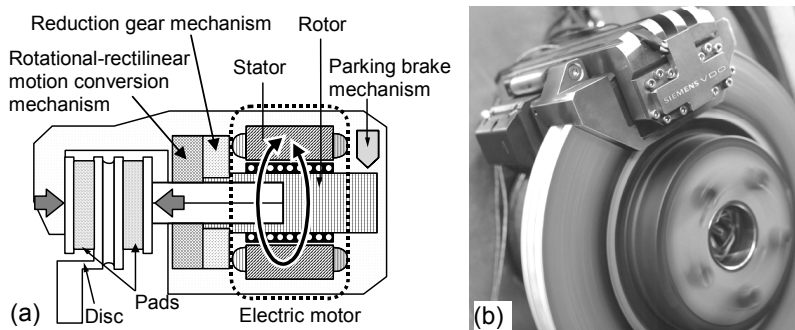 Reduction gear mechanism
Rotor
Rotational-rectilinear
motion conversion
mechanism
Stator
Parking brake
mechanism
Disc
Pads
Electric motor
(a)
SIEMENS VDO
(b)